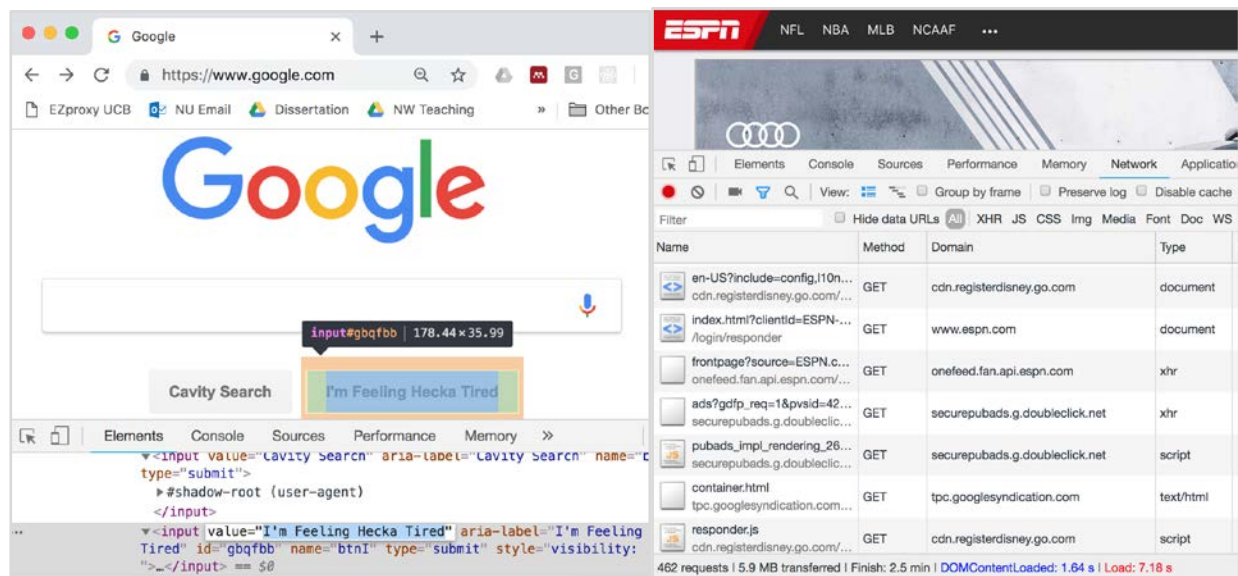 Google
https://www.google.com
EZproxy UCB NU Email Dissertation NW Teaching » Other Bo
Google
input#gbqfbb | 178.44×35.99
Cavity Search I'm Feeling Hecka Tired
Elements Console Sources Performance Memory »
▼<input value="Cavity Search" aria-label="Cavity Search" name="b
type="submit">
▶#shadow-root (user-agent)
</input>
▼<input value="I'm Feeling Hecka Tired" aria-label="I'm Feeling
Tired" id="gbqfbb" name="btnI" type="submit" style="visibility:
">…</input> == $0
ESPN NFL NBA MLB NCAAF •••
Elements Console Sources Performance Memory Network Applicatio
View: Group by frame Preserve log Disable cache
Filter Hide data URLs All XHR JS CSS Img Media Font Doc WS
Name Method Domain Type
en-US?include=config,l10n... GET cdn.registerdisney.go.com document
cdn.registerdisney.go.com/...
index.html?clientId=ESPN-... GET www.espn.com document
/login/responder
frontpage?source=ESPN.c... GET onefeed.fan.api.espn.com xhr
onefeed.fan.api.espn.com/...
ads?gdfp_req=1&pvsid=42... GET securepubads.g.doubleclick.net xhr
securepubads.g.doubleclic...
pubads_impl_rendering_26... GET securepubads.g.doubleclick.net script
securepubads.g.doubleclic...
container.html GET tpc.googlesyndication.com text/html
tpc.googlesyndication.com...
responder.js GET cdn.registerdisney.go.com script
cdn.registerdisney.go.com/...
462 requests | 5.9 MB transferred | Finish: 2.5 min | DOMContentLoaded: 1.64 s | Load: 7.18 s